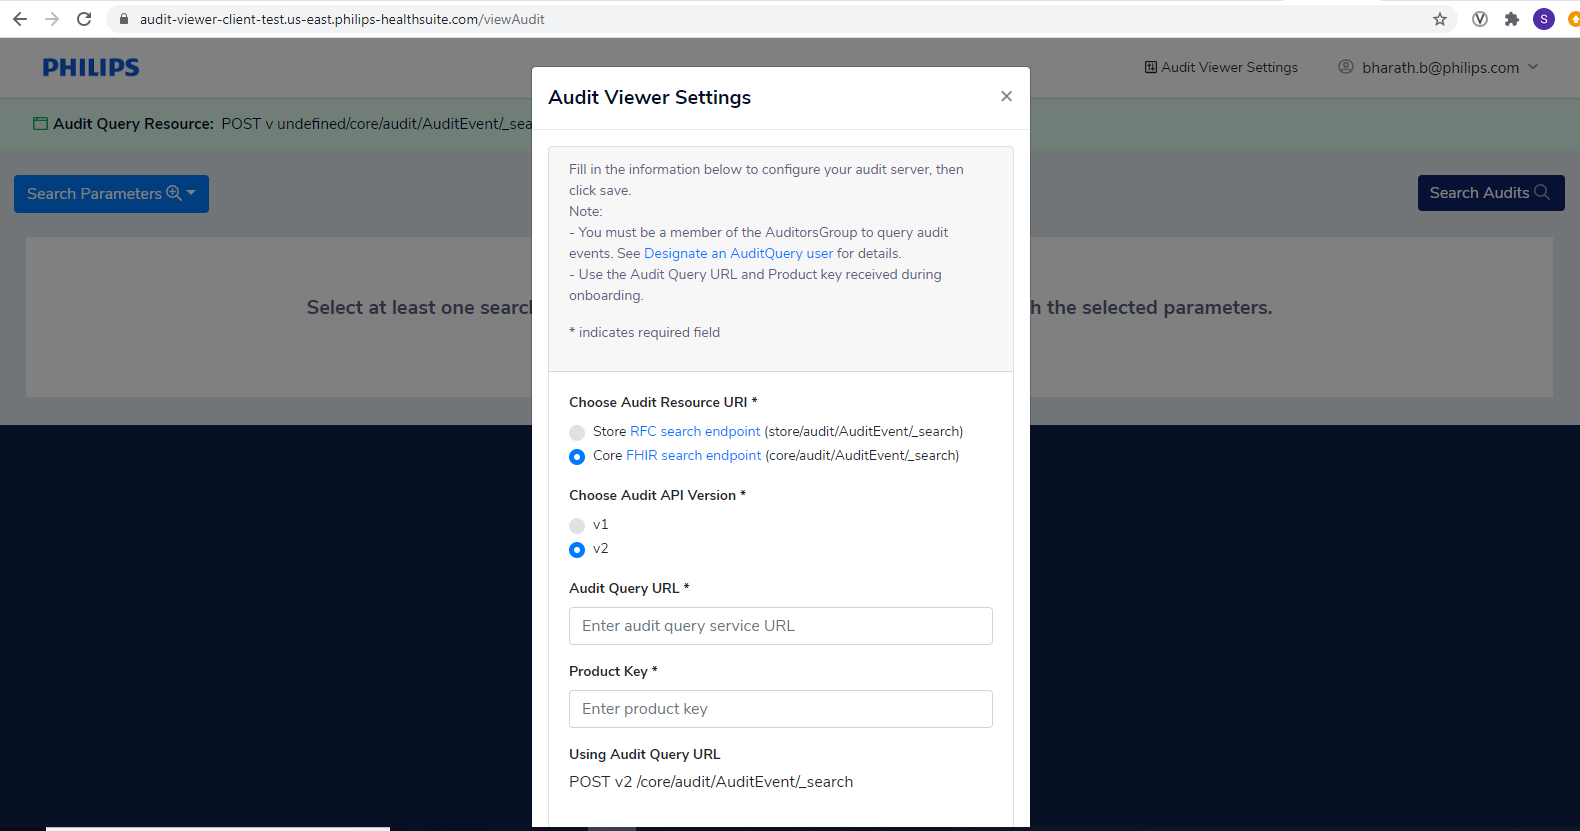 audit-viewer-client-test.us-east.philips-healthsuite.com/viewAudit
S
PHILIPS
Audit Viewer Settings
bharath.b@philips.com
Audit Query Resource: POST v undefined/core/audit/AuditEvent/_sea
Search Parameters
Search Audits
Select at least one searc
h the selected parameters.
Audit Viewer Settings
Fill in the information below to configure your audit server, then
click save.
Note:
- You must be a member of the AuditorsGroup to query audit
events. See Designate an AuditQuery user for details.
- Use the Audit Query URL and Product key received during
onboarding.
* indicates required field
Choose Audit Resource URI *
Store RFC search endpoint (store/audit/AuditEvent/_search)
Core FHIR search endpoint (core/audit/AuditEvent/_search)
Choose Audit API Version *
v1
v2
Audit Query URL *
Enter audit query service URL
Product Key *
Enter product key
Using Audit Query URL
POST v2 /core/audit/AuditEvent/_search